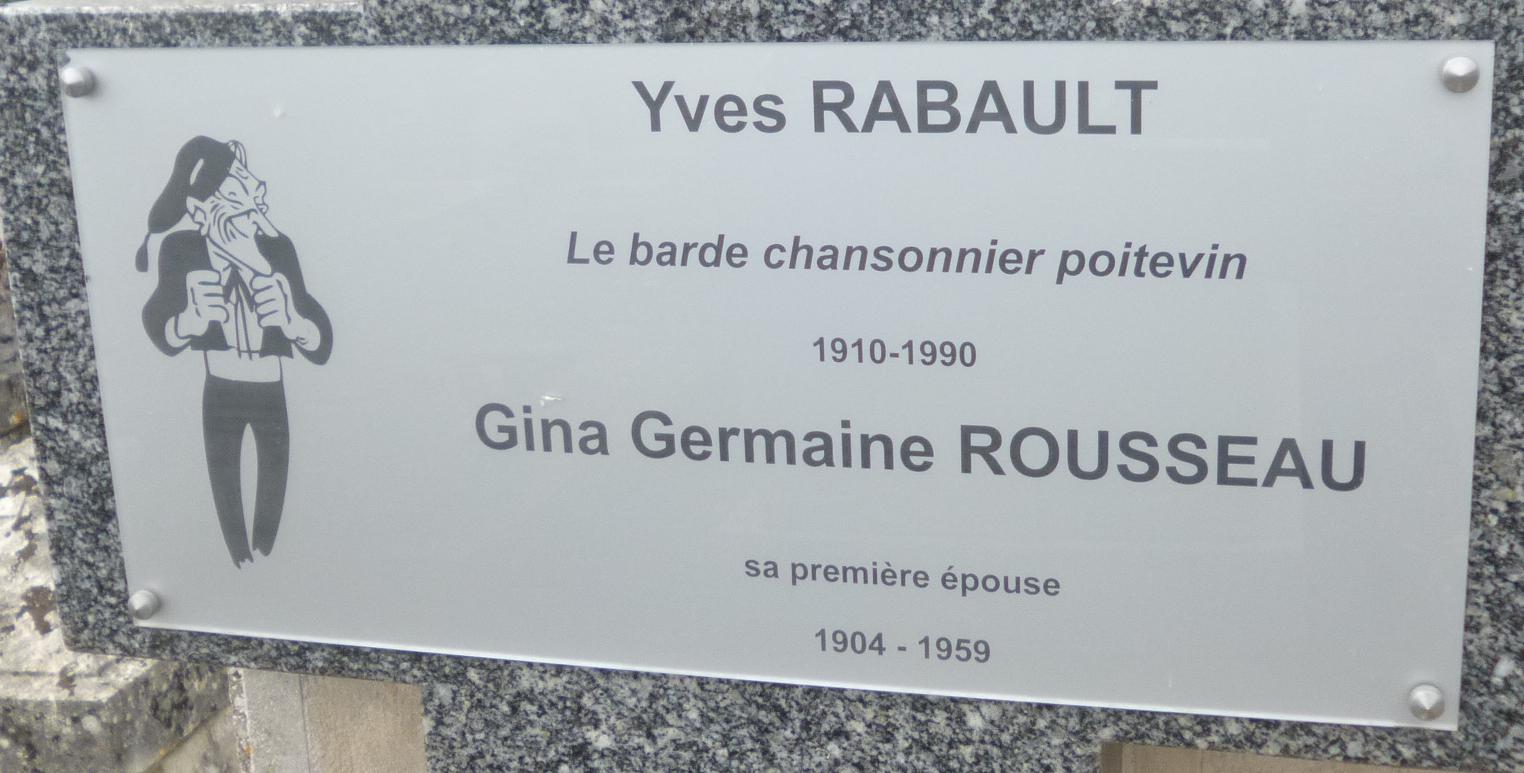 Yves RABAULT
Le barde chansonnier poitevin
1910-1990
Gina Germaine ROUSSEAU
sa première épouse
1904 - 1959